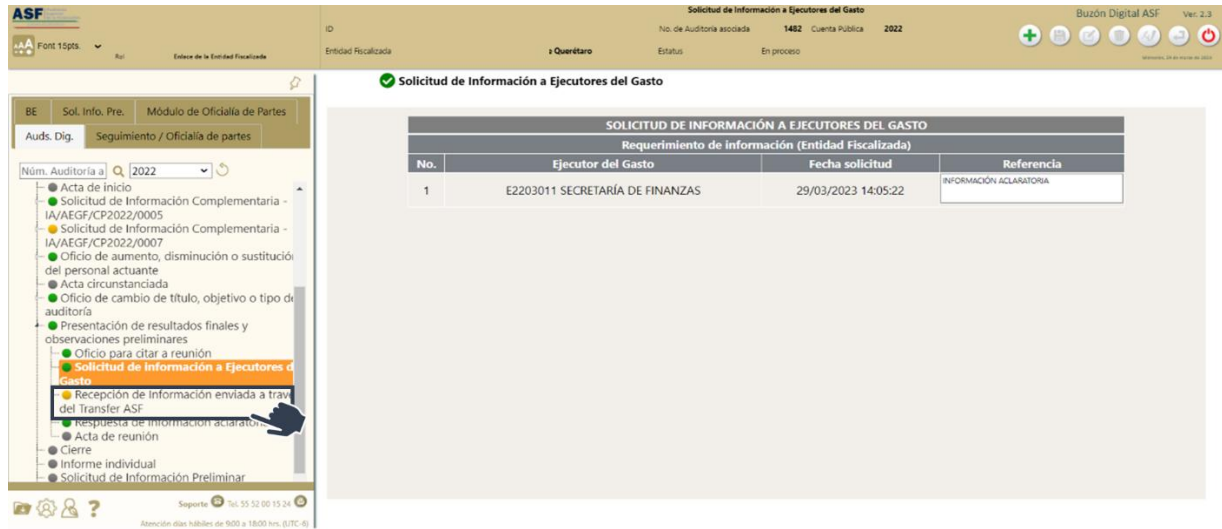 ASF
Font 15pts.
Rol
Enlace de la Entidad Fiscalizada
ID
Entidad Fiscalizada
Querétaro
Solicitud de Información a Ejecutores del Gasto
No. de Auditoría asociada 1482 Cuenta Pública 2022
Estatus En proceso
Buzón Digital ASF Ver. 2.3
BE Sol. Info. Pre. Módulo de Oficialía de Partes
Auds. Dig. Seguimiento / Oficialía de partes
Núm. Auditoría a 2022
Acta de inicio
Solicitud de Información Complementaria -
IA/AEGF/CP2022/0005
Solicitud de Información Complementaria -
IA/AEGF/CP2022/0007
Oficio de aumento, disminución o sustitución
del personal actuante
Acta circunstanciada
Oficio de cambio de título, objetivo o tipo de
auditoría
Presentación de resultados finales y
observaciones preliminares
Oficio para citar a reunión
Solicitud de Información a Ejecutores d
Gasto
Recepción de Información enviada a trav
del Transfer ASF
Respuesta de información aclarator
Acta de reunión
Cierre
Informe individual
Solicitud de Información Preliminar
Soporte Tel. 55 52 00 15 24
Atención días hábiles de 9:00 a 18:00 hrs. (UTC-6)
Solicitud de Información a Ejecutores del Gasto
SOLICITUD DE INFORMACIÓN A EJECUTORES DEL GASTO
Requerimiento de información (Entidad Fiscalizada)
No. Ejecutor del Gasto Fecha solicitud Referencia
1 E2203011 SECRETARÍA DE FINANZAS 29/03/2023 14:05:22 INFORMACIÓN ACLARATORIA